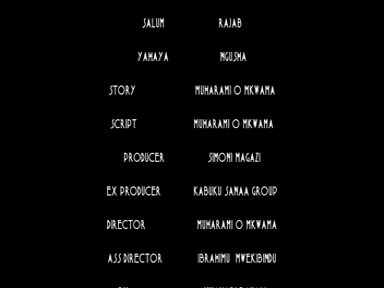 SALUM RAJAB
YAHAYA NGUSHA
STORY MUHARAMI O MKWAMA
SCRIPT MUHARAMI O MKWAMA
PRODUCER SIMONI MAGAZI
EX PRODUCER KABUKU SANAA GROUP
DIRECTOR MUHARAMI O MKWAMA
ASS DIRECTOR IBRAHIMU MWEKIBINDU